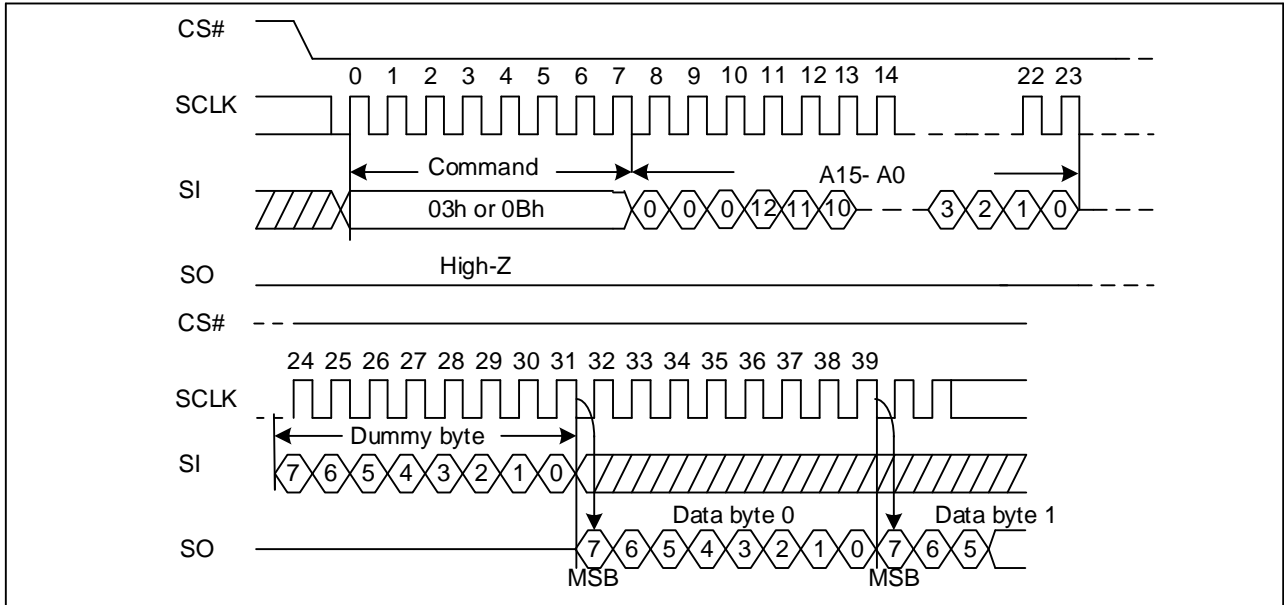 CS#
0 1 2 3 4 5 6 7 8 9 10 11 12 13 14 22 23
SCLK
Command
A15- A0
SI
03h or 0Bh
0 0 0 12 11 10 3 2 1 0
High-Z
SO
CS#
24 25 26 27 28 29 30 31 32 33 34 35 36 37 38 39
SCLK
Dummy byte
SI
7 6 5 4 3 2 1 0
Data byte 0 Data byte 1
SO
7 6 5 4 3 2 1 0 7 6 5
MSB MSB